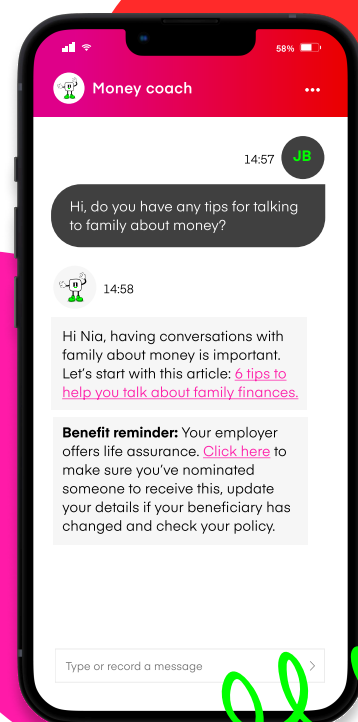 58%
Money coach
14:57
JB
Hi, do you have any tips for talking
to family about money?
14:58
Hi Nia, having conversations with
family about money is important.
Let’s start with this article: 6 tips to
help you talk about family finances.
Benefit reminder: Your employer
offers life assurance. Click here to
make sure you’ve nominated
someone to receive this, update
your details if your beneficiary has
changed and check your policy.
Type or record a message